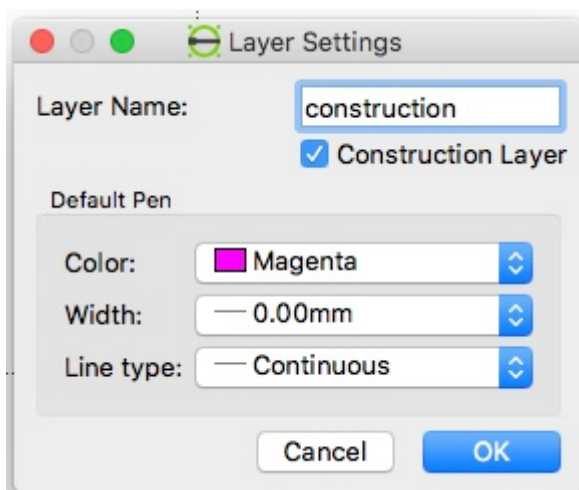 Layer Settings
Layer Name: construction
Construction Layer
Default Pen
Color: Magenta
Width: 0.00mm
Line type: Continuous
Cancel OK